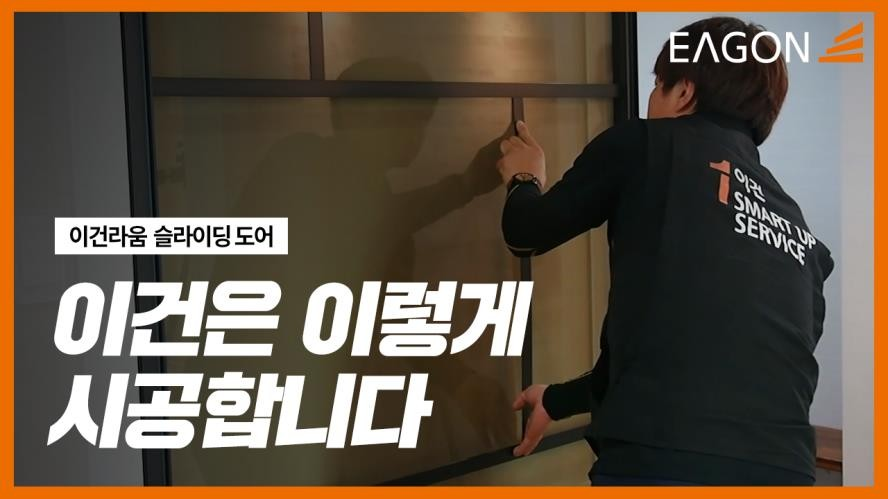 EAGON
1 이건
SMART UP
SERVICE
이건라움 슬라이딩 도어
이건은 이렇게
시공합니다